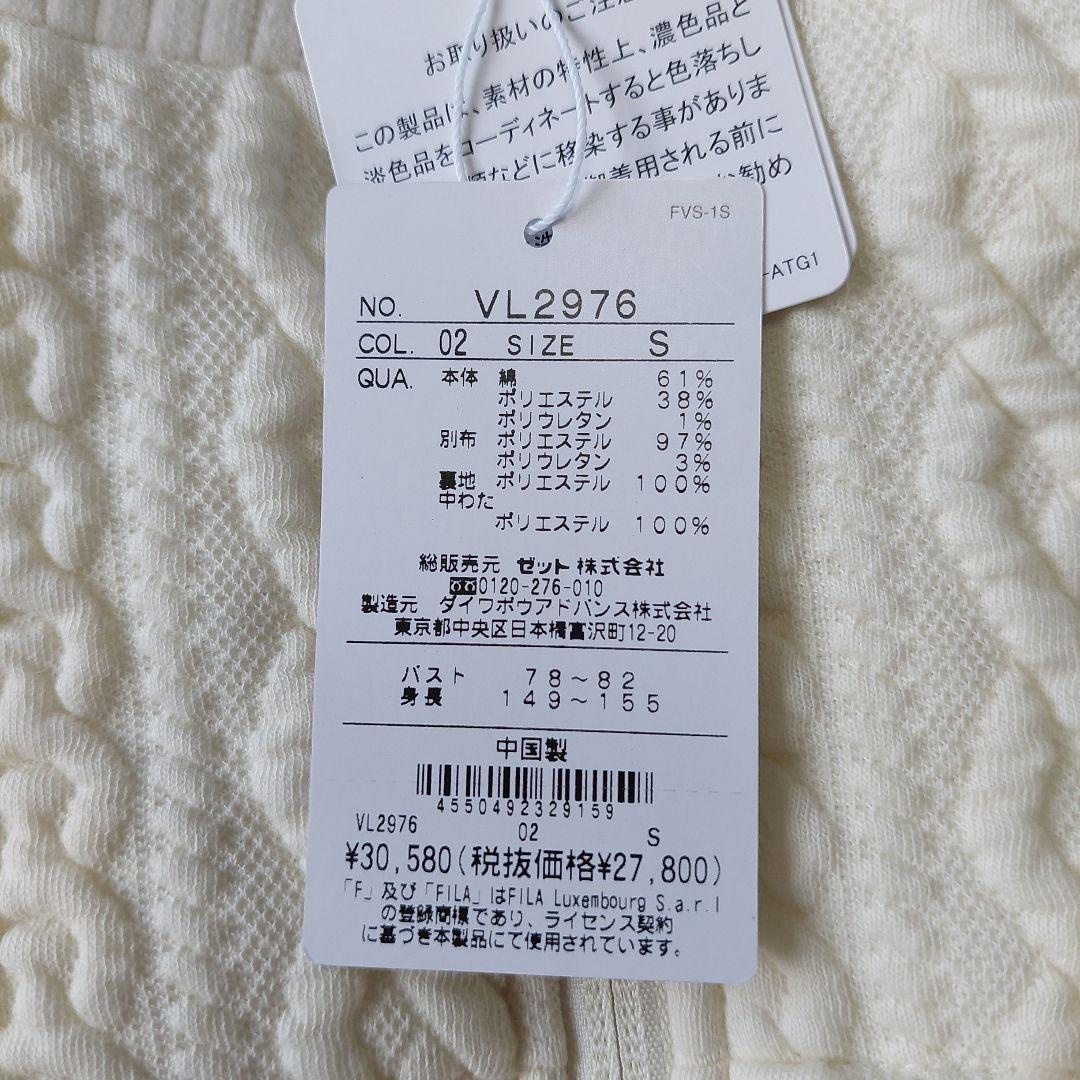 お取り扱いのご注意
この製品は、素材の特性上、濃色品と
淡色品をコーディネートすると色落ちし
などに移染する事がありま
着用される前に
お勧め
-ATG1
FVS-1S
NO. VL2976
COL. 02 SIZE S
QUA. 本体 綿 61%
ポリエステル 38%
ポリウレタン 1%
別布 ポリエステル 97%
ポリウレタン 3%
裏地 ポリエステル 100%
中わた
ポリエステル 100%
総販売元 ゼット株式会社
0120-276-010
製造元 ダイワボウアドバンス株式会社
東京都中央区日本橋富沢町12-20
バスト 78～82
身長 149～155
中国製
4550492329159
VL2976 02 S
¥30,580(税抜価格¥27,800)
「F」及び「FILA」はFILA Luxembourg S.a.r.l
の登録商標であり、ライセンス契約
に基づき本製品にて使用されています。